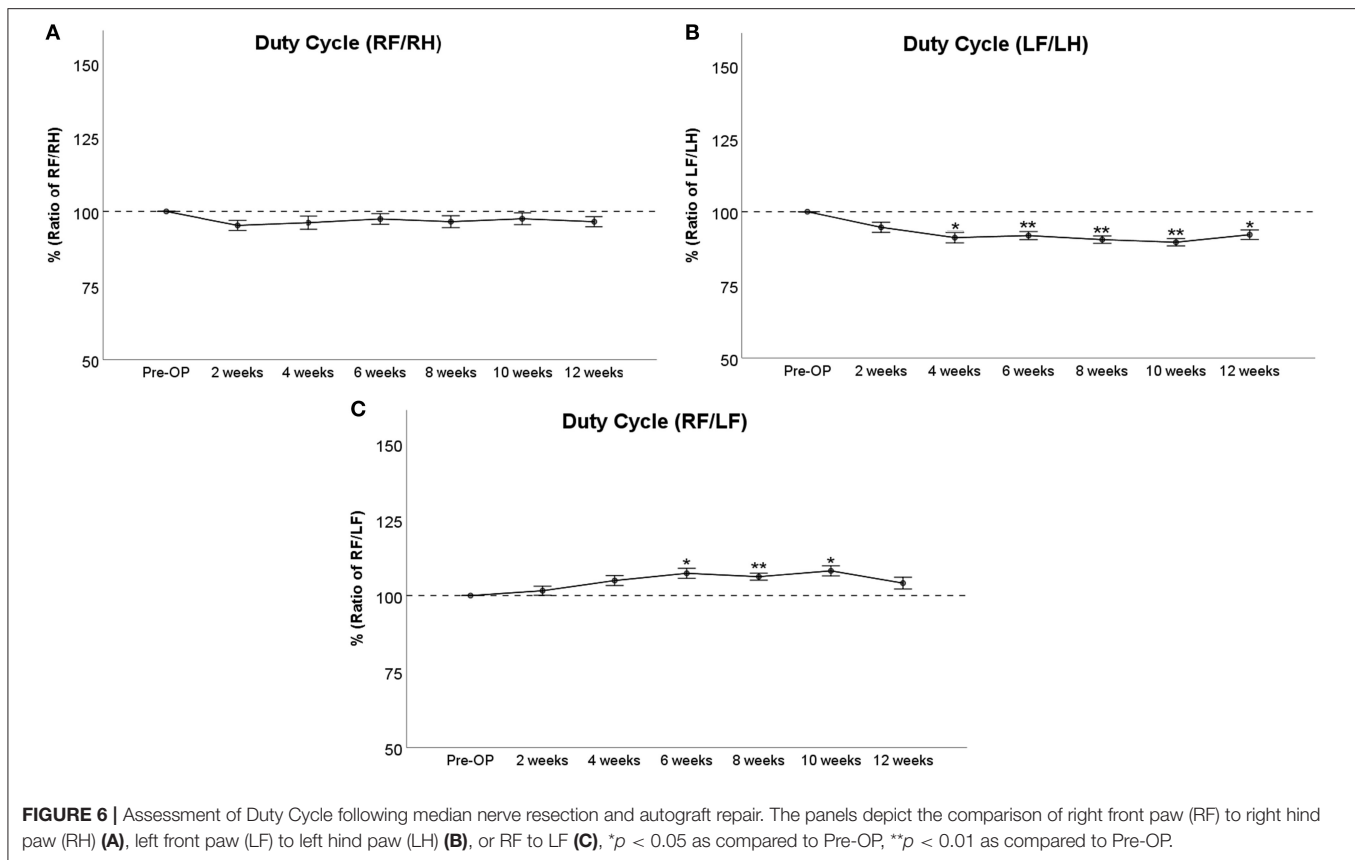 A
Duty Cycle (RF/RH)
% (Ratio of RF/RH)
150
125
100
75
50
Pre-OP 2 weeks 4 weeks 6 weeks 8 weeks 10 weeks 12 weeks
B
Duty Cycle (LF/LH)
% (Ratio of LF/LH)
150
125
100
75
50
* ** ** ** *
Pre-OP 2 weeks 4 weeks 6 weeks 8 weeks 10 weeks 12 weeks
C
Duty Cycle (RF/LF)
% (Ratio of RF/LF)
150
125
100
75
50
* ** *
Pre-OP 2 weeks 4 weeks 6 weeks 8 weeks 10 weeks 12 weeks
FIGURE 6 | Assessment of Duty Cycle following median nerve resection and autograft repair. The panels depict the comparison of right front paw (RF) to right hind
paw (RH) (A), left front paw (LF) to left hind paw (LH) (B), or RF to LF (C), *p < 0.05 as compared to Pre-OP, **p < 0.01 as compared to Pre-OP.